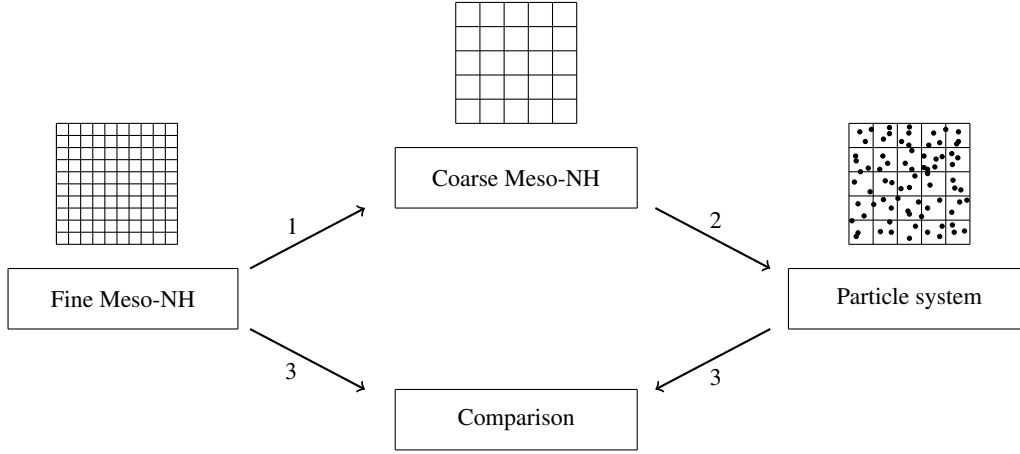 Coarse Meso-NH
1
2
Fine Meso-NH
Particle system
3
3
Comparison